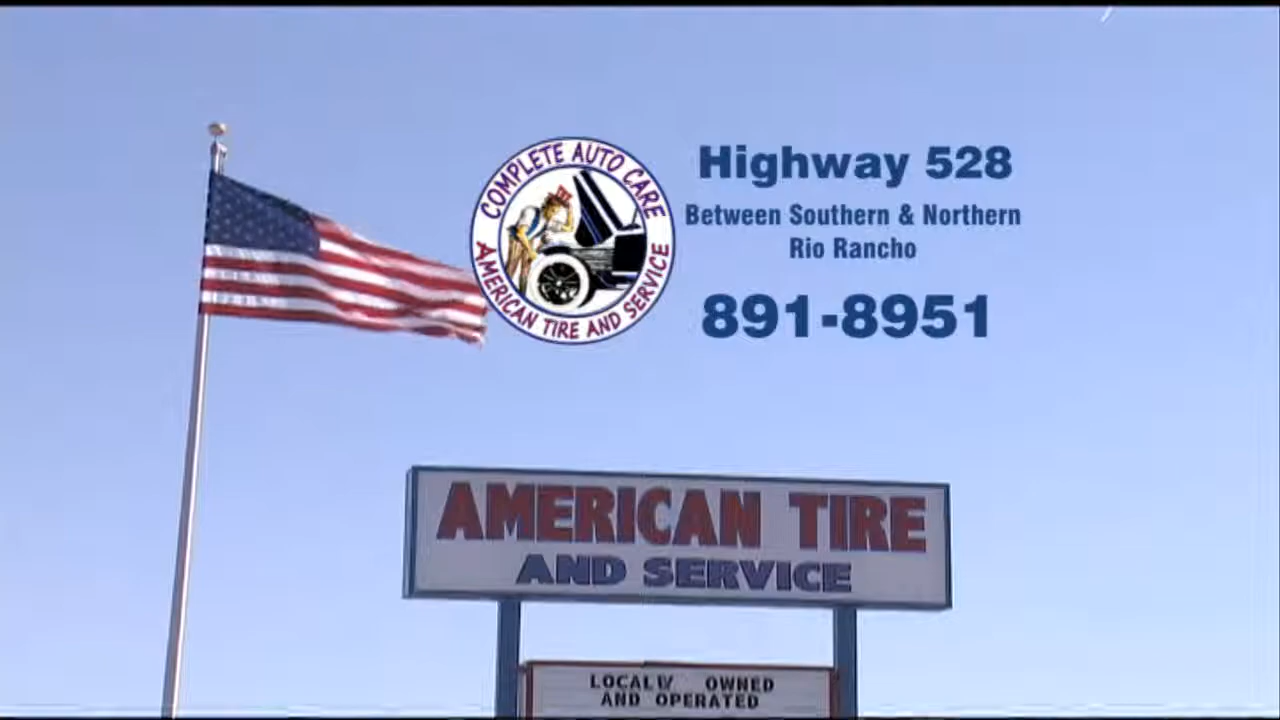 COMPLETE AUTO CARE
AMERICAN TIRE AND SERVICE
Highway 528
Between Southern & Northern
Rio Rancho
891-8951
AMERICAN TIRE
AND SERVICE
LOCALLY OWNED
AND OPERATED